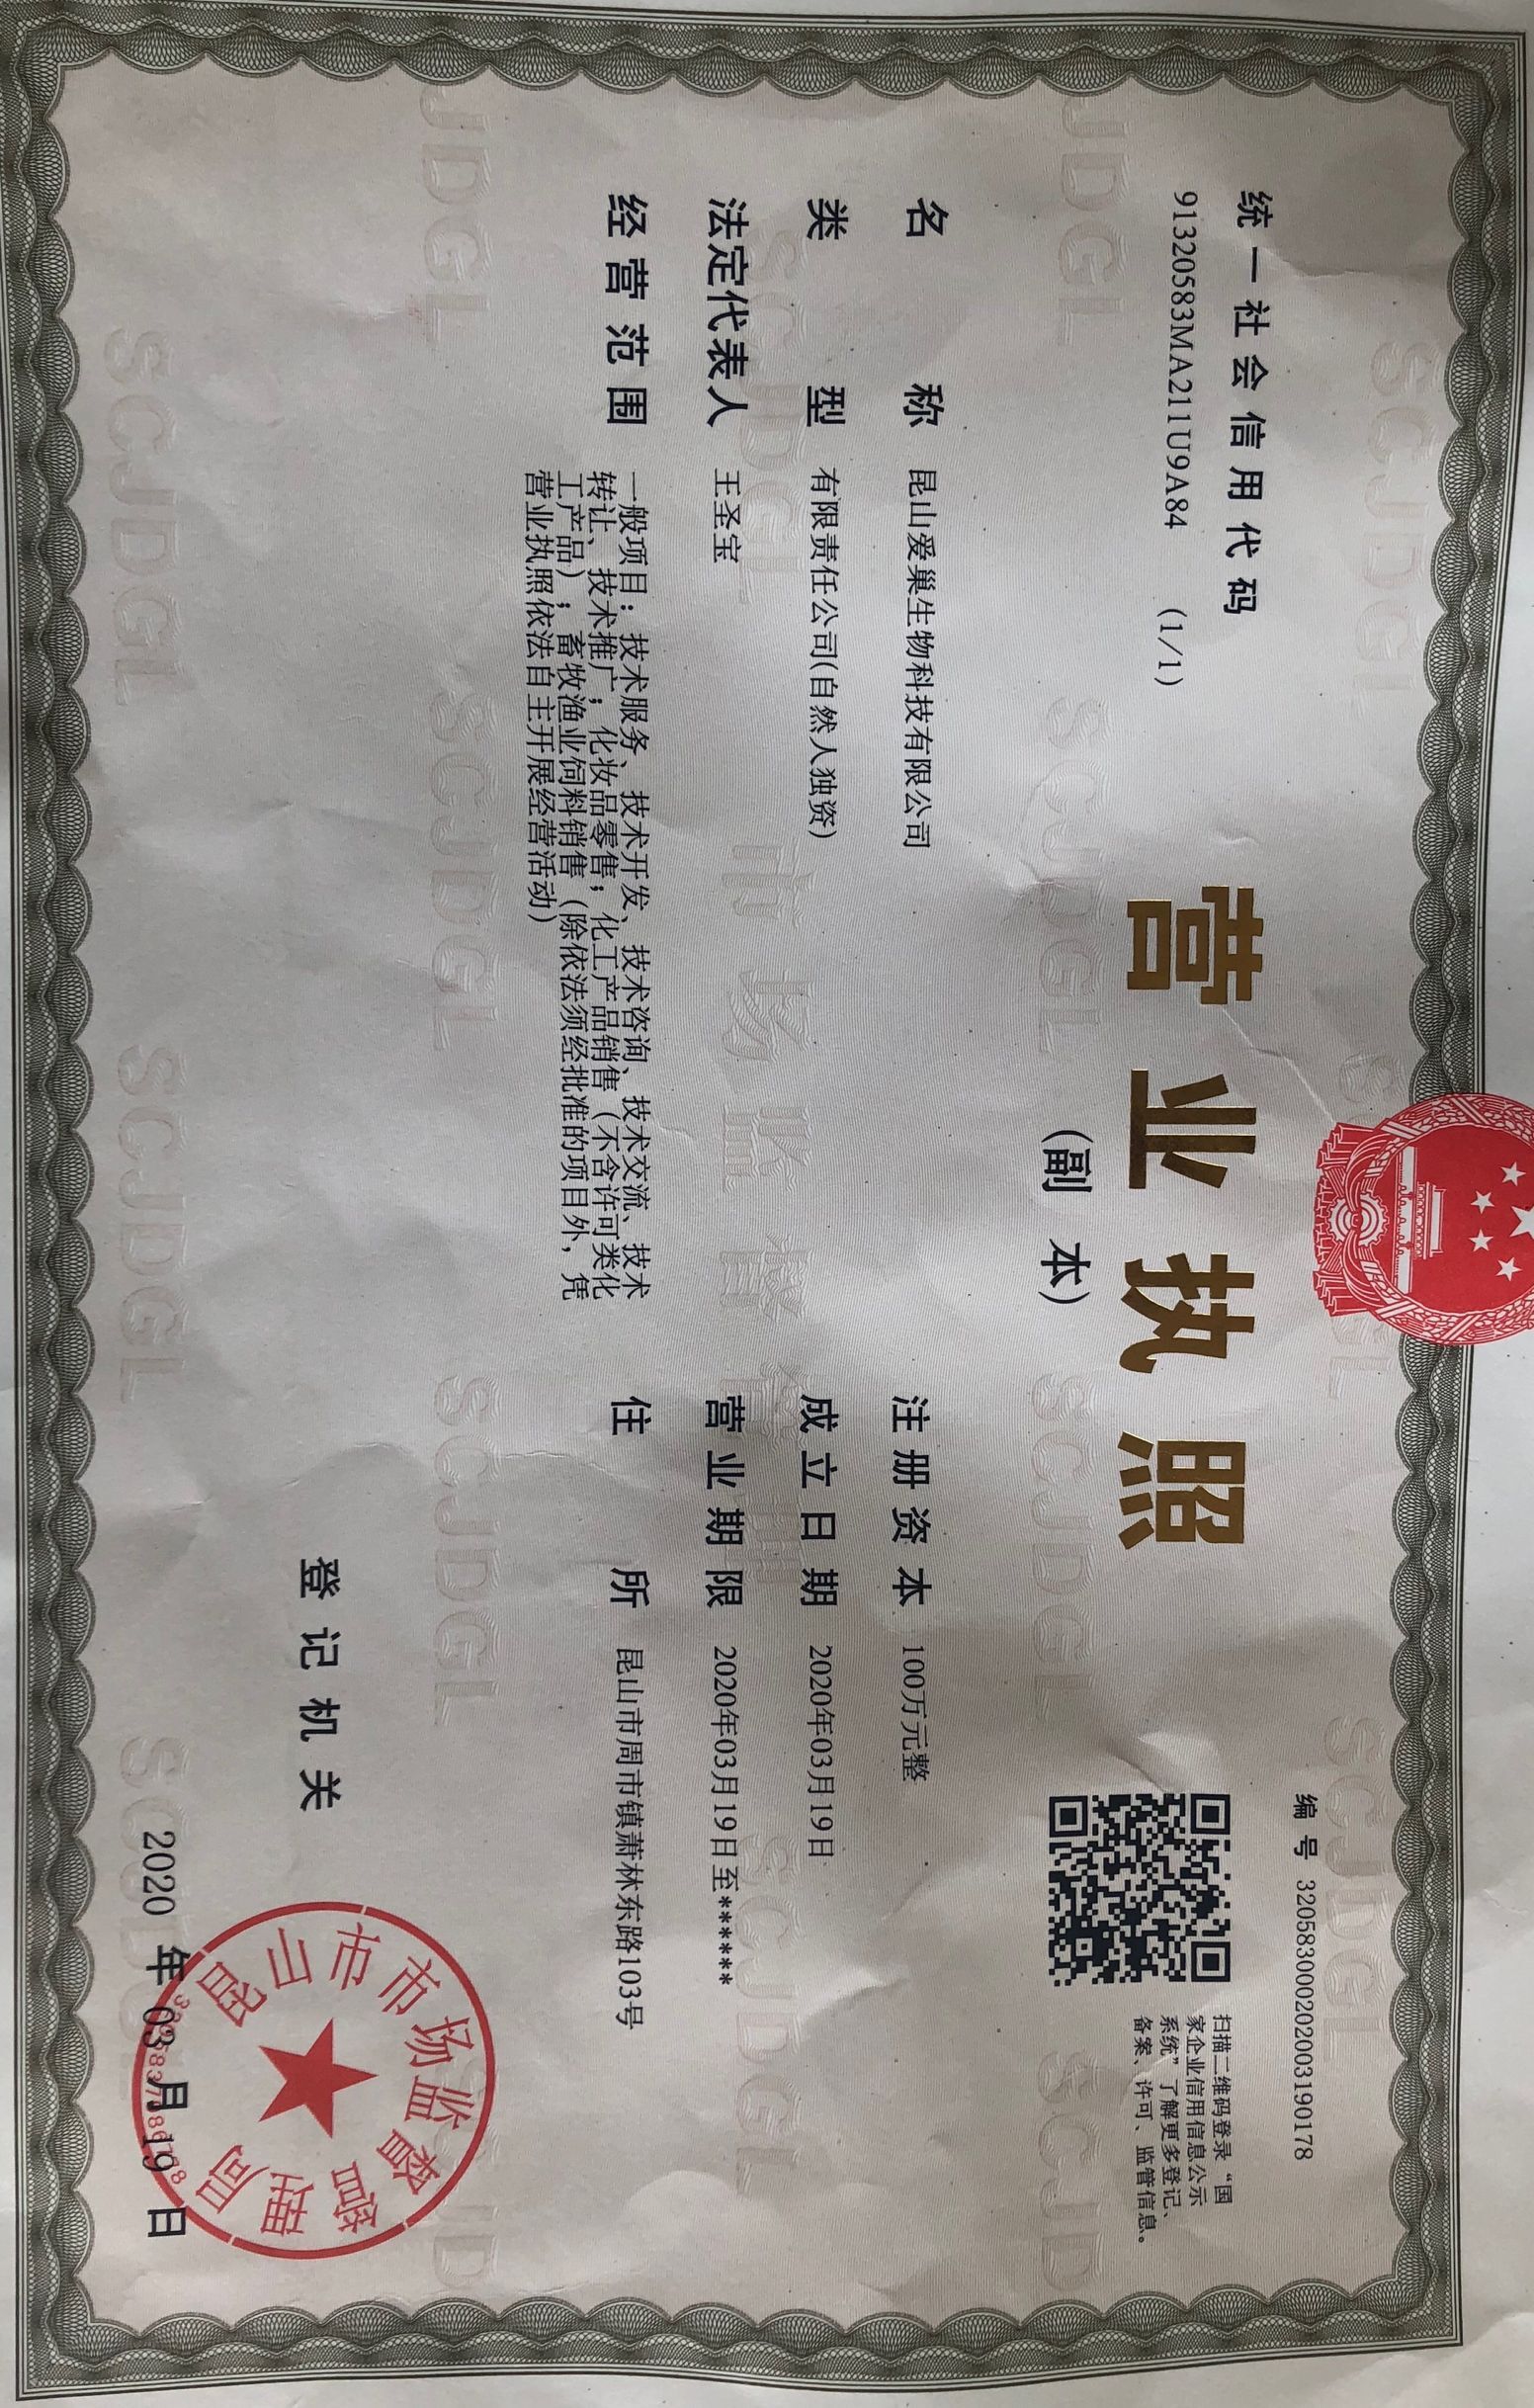 编号 320583000202003190178
统一社会信用代码
91320583MA211U9A84 (1/1)
营业执照
(副本)
扫描二维码登录“国
家企业信用信息公示
系统”了解更多登记、
备案、许可、监管信息。
名称 昆山爱巢生物科技有限公司
类型 有限责任公司(自然人独资)
法定代表人 王圣宝
经营范围 一般项目：技术服务、技术开发、技术咨询、技术交流、技术
转让、技术推广；化妆品零售；化工产品销售（不含许可类化
工产品）；畜牧渔业饲料销售（除依法须经批准的项目外，凭
营业执照依法自主开展经营活动）
注册资本 100万元整
成立日期 2020年03月19日
营业期限 2020年03月19日至*******
住所 昆山市周市镇萧林东路103号
登记机关
昆山市市场监督管理局
2020 年 03 月 19 日